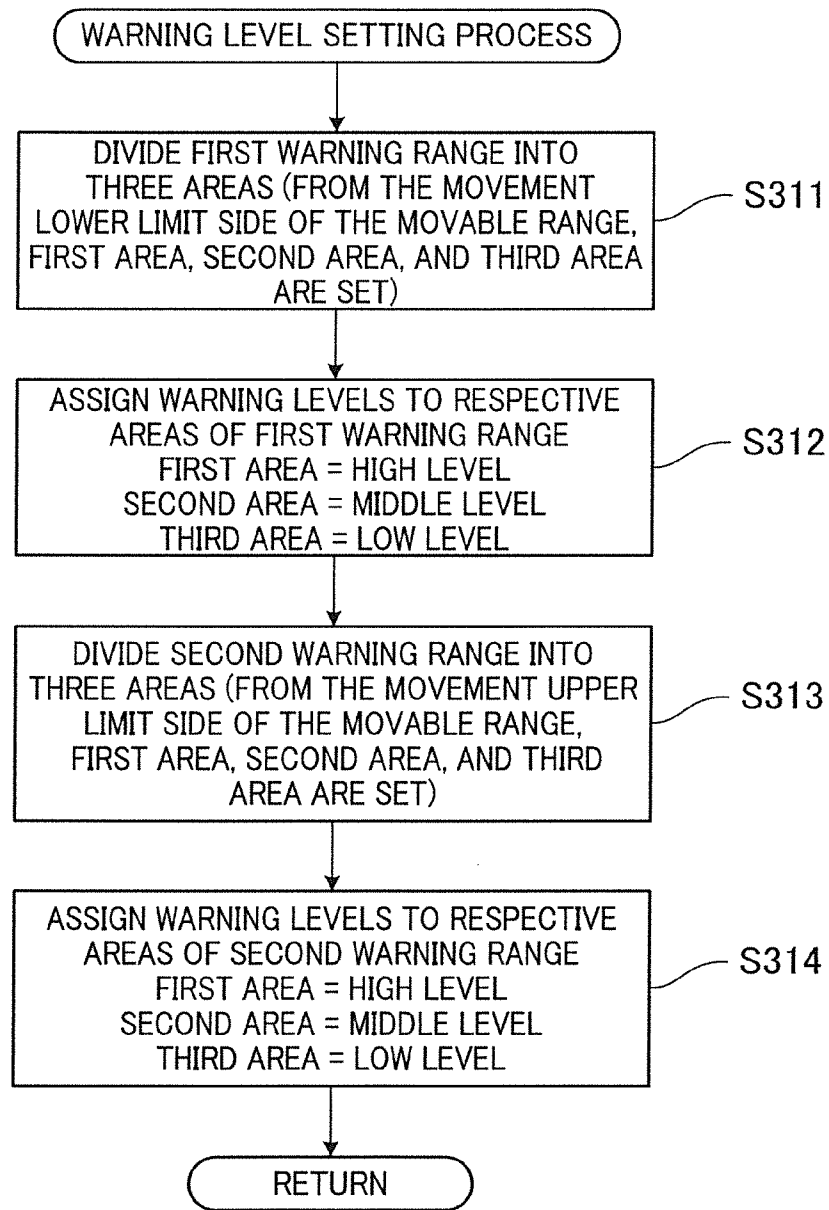 WARNING LEVEL SETTING PROCESS
DIVIDE FIRST WARNING RANGE INTO
THREE AREAS (FROM THE MOVEMENT
LOWER LIMIT SIDE OF THE MOVABLE RANGE,
FIRST AREA, SECOND AREA, AND THIRD AREA
ARE SET)
S311
ASSIGN WARNING LEVELS TO RESPECTIVE
AREAS OF FIRST WARNING RANGE
FIRST AREA = HIGH LEVEL
SECOND AREA = MIDDLE LEVEL
THIRD AREA = LOW LEVEL
S312
DIVIDE SECOND WARNING RANGE INTO
THREE AREAS (FROM THE MOVEMENT UPPER
LIMIT SIDE OF THE MOVABLE RANGE,
FIRST AREA, SECOND AREA, AND THIRD
AREA ARE SET)
S313
ASSIGN WARNING LEVELS TO RESPECTIVE
AREAS OF SECOND WARNING RANGE
FIRST AREA = HIGH LEVEL
SECOND AREA = MIDDLE LEVEL
THIRD AREA = LOW LEVEL
S314
RETURN